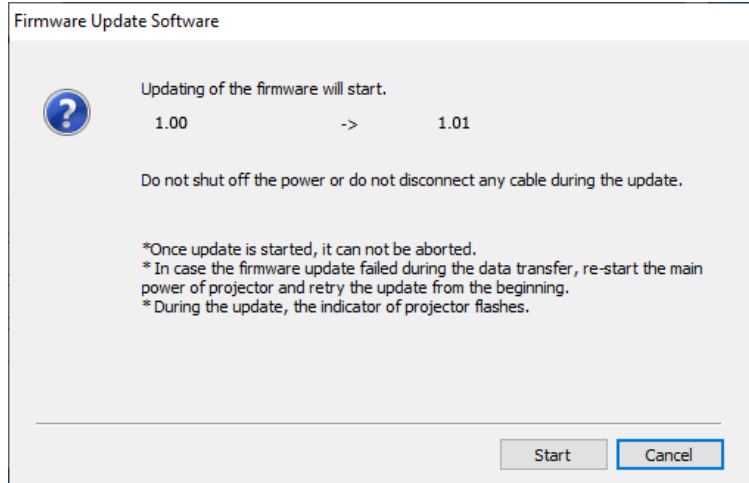 Firmware Update Software
Updating of the firmware will start.
1.00 -> 1.01
Do not shut off the power or do not disconnect any cable during the update.
*Once update is started, it can not be aborted.
* In case the firmware update failed during the data transfer, re-start the main
power of projector and retry the update from the beginning.
* During the update, the indicator of projector flashes.
Start Cancel